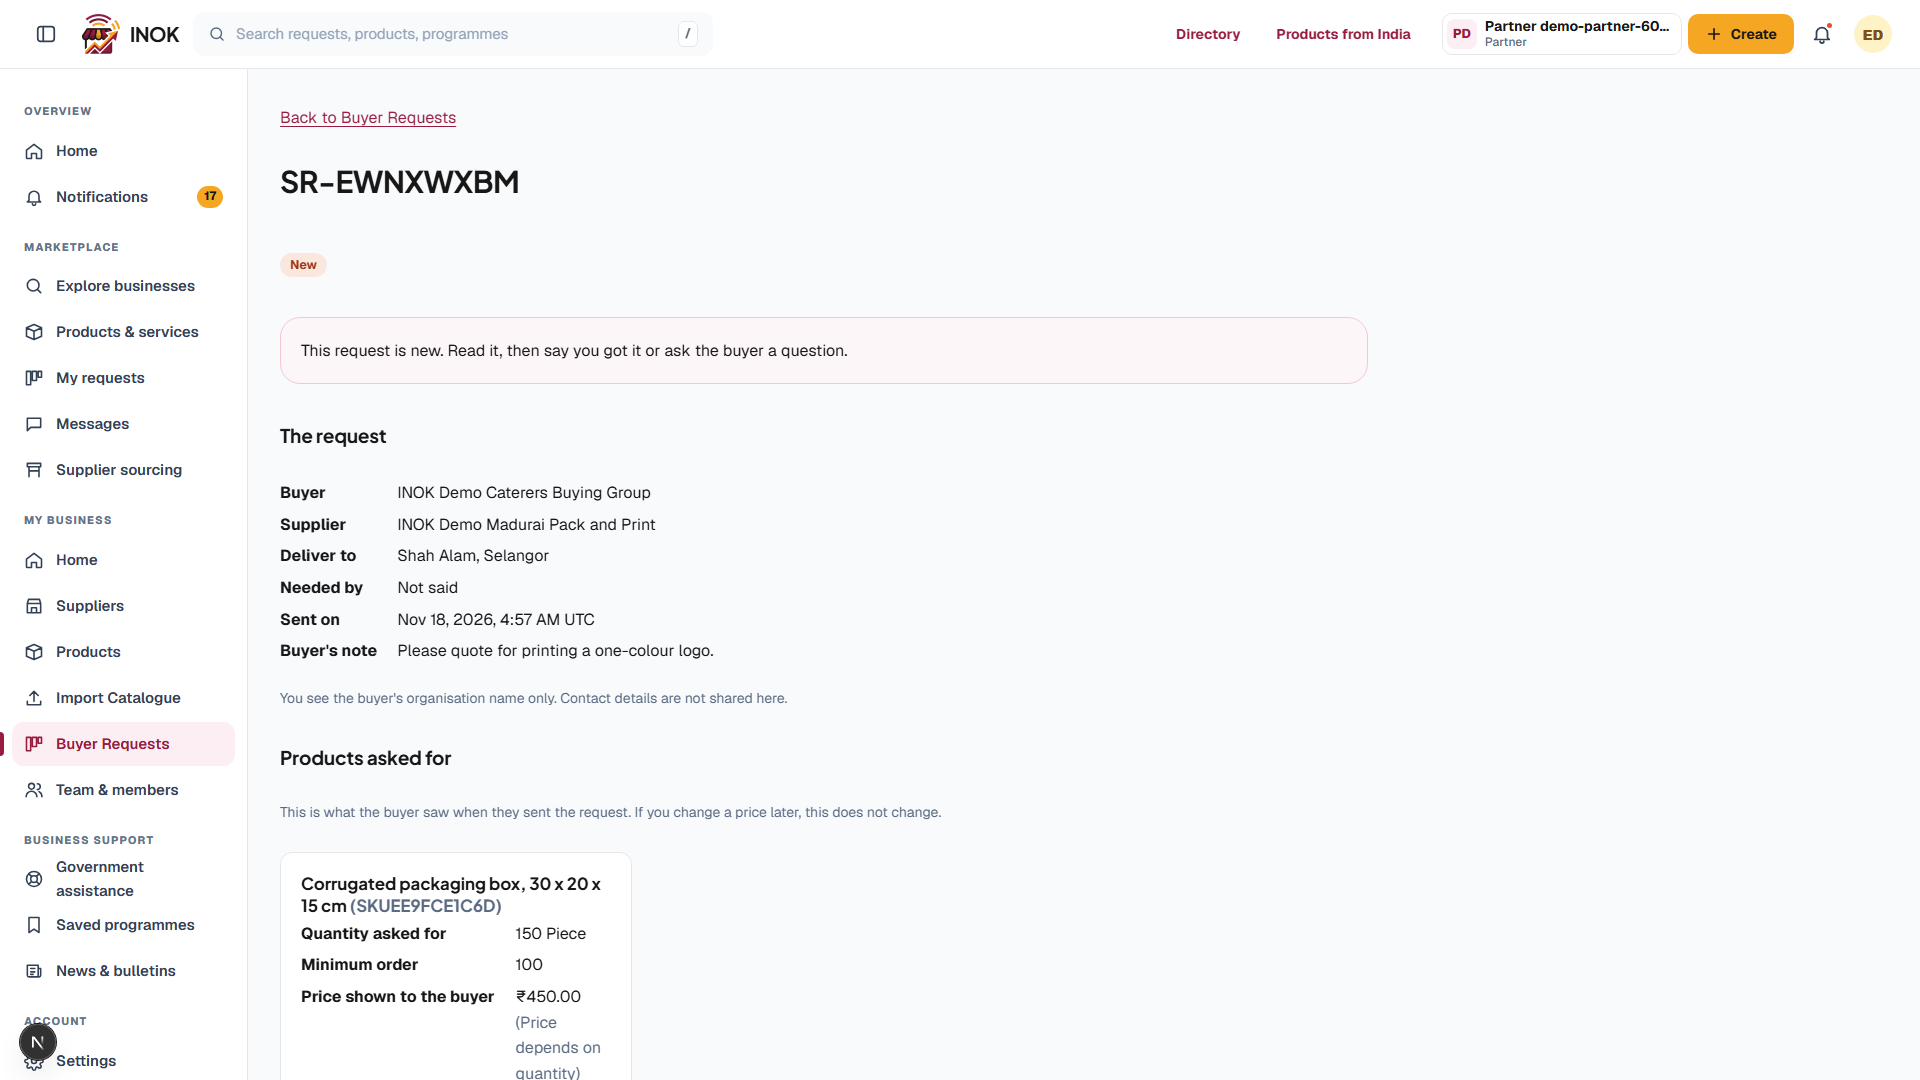 INOK
Search requests, products, programmes
/
Directory
Products from India
PD
Partner demo-partner-60...
Partner
+ Create
ED
OVERVIEW
Home
Notifications
17
MARKETPLACE
Explore businesses
Products & services
My requests
Messages
Supplier sourcing
MY BUSINESS
Home
Suppliers
Products
Import Catalogue
Buyer Requests
Team & members
BUSINESS SUPPORT
Government
assistance
Saved programmes
News & bulletins
ACCOUNT
N
Settings
Back to Buyer Requests
SR-EWNXWXBM
New
This request is new. Read it, then say you got it or ask the buyer a question.
The request
Buyer INOK Demo Caterers Buying Group
Supplier INOK Demo Madurai Pack and Print
Deliver to Shah Alam, Selangor
Needed by Not said
Sent on Nov 18, 2026, 4:57 AM UTC
Buyer's note Please quote for printing a one-colour logo.
You see the buyer's organisation name only. Contact details are not shared here.
Products asked for
This is what the buyer saw when they sent the request. If you change a price later, this does not change.
Corrugated packaging box, 30 x 20 x
15 cm (SKUEE9FCE1C6D)
Quantity asked for 150 Piece
Minimum order 100
Price shown to the buyer ₹450.00
(Price
depends on
quantity)